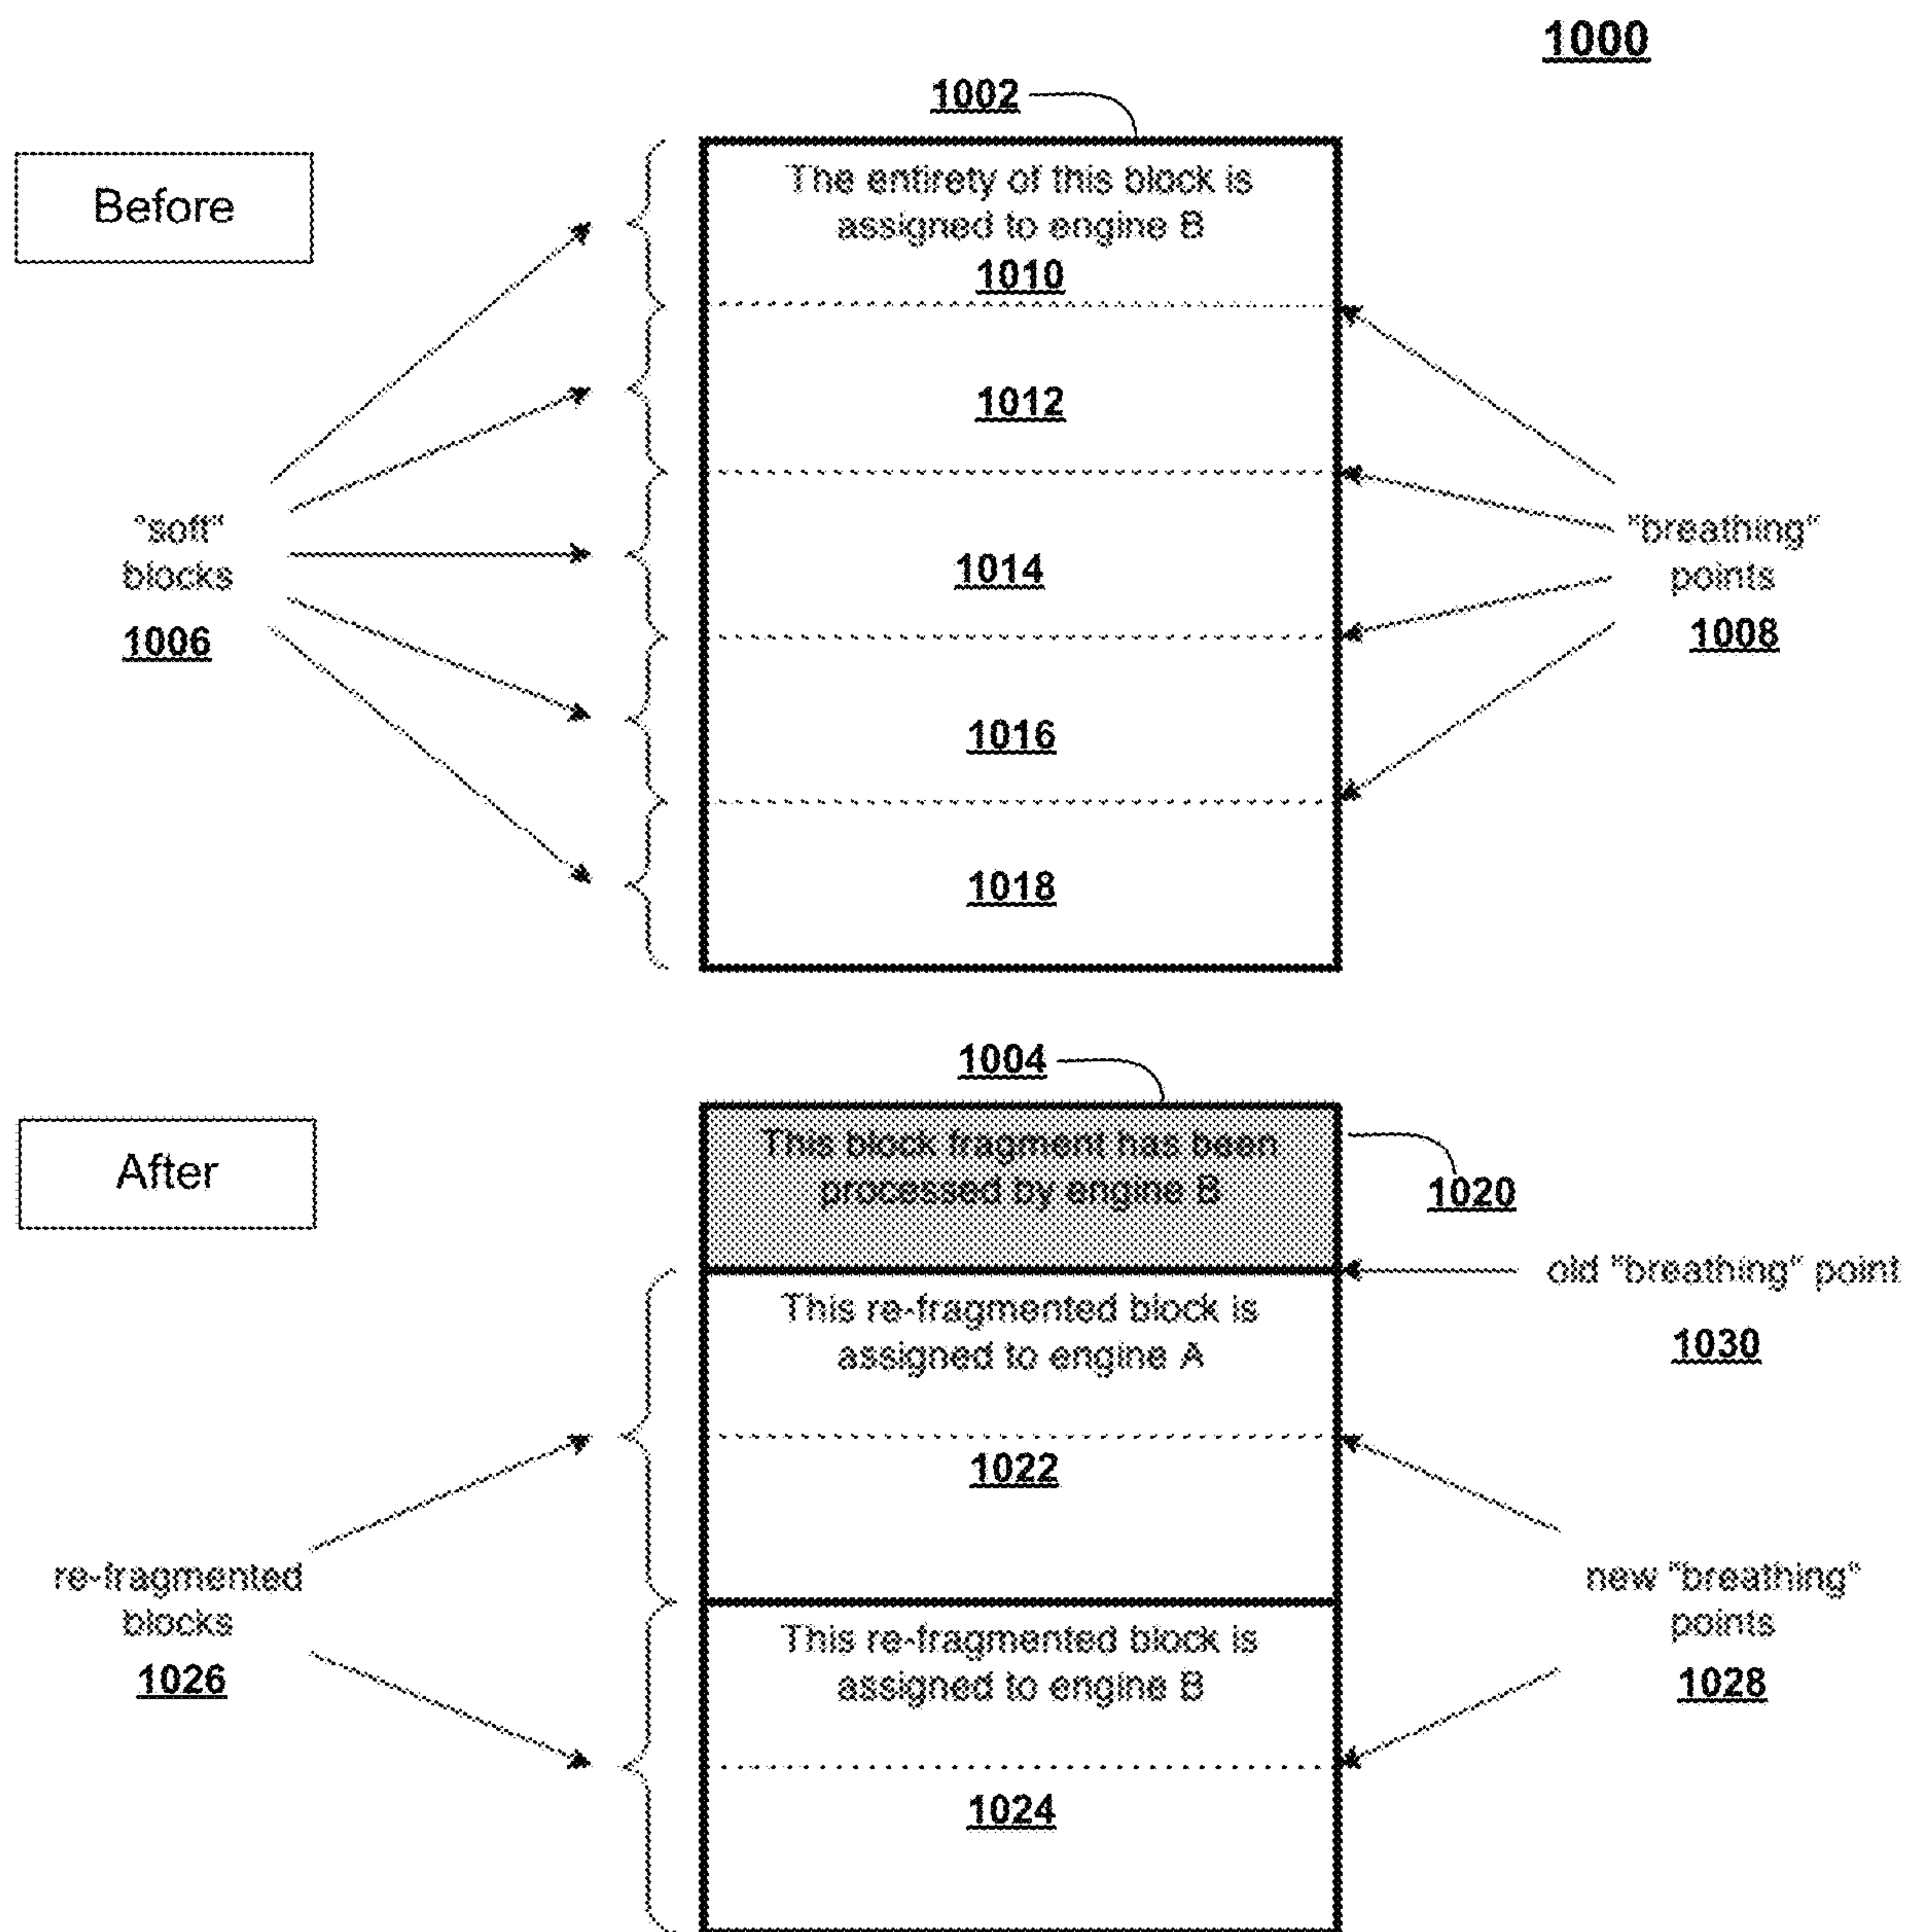 1000
1002
Before
The entirety of this block is
assigned to engine B
1010
1012
"soft"
blocks
1006
1014
"breathing"
points
1008
1016
1018
1004
After
This block fragment has been
processed by engine B
1020
old "breathing" point
1030
This re-fragmented block is
assigned to engine A
1022
re-fragmented
blocks
1026
new "breathing"
points
1028
This re-fragmented block is
assigned to engine B
1024